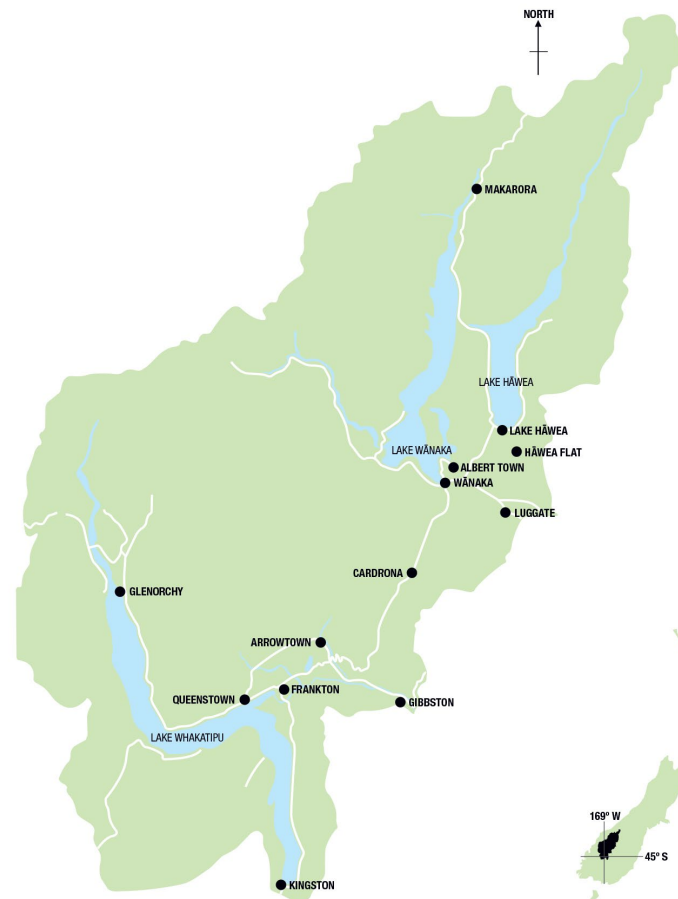 NORTH
MAKARORA
LAKE HĀWEA
LAKE HĀWEA
LAKE WĀNAKA
HĀWEA FLAT
ALBERT TOWN
WĀNAKA
LUGGATE
CARDRONA
GLENORCHY
ARROWTOWN
FRANKTON
QUEENSTOWN
GIBBSTON
LAKE WHAKATIPU
169º W
45º S
KINGSTON